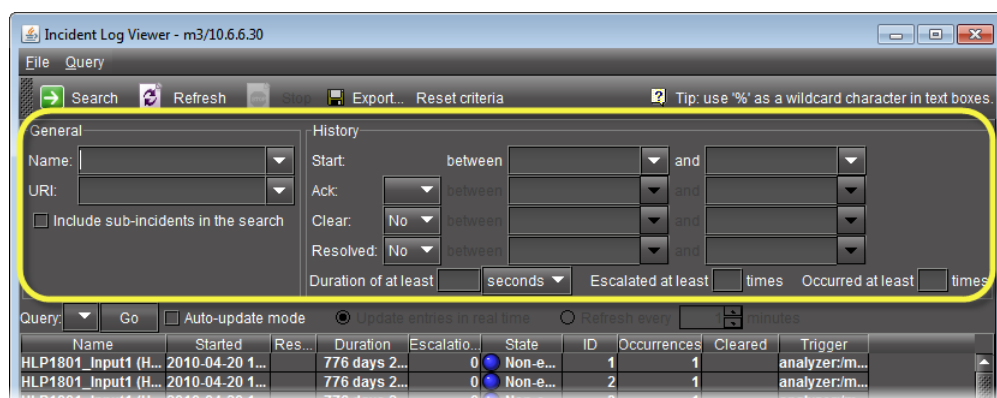 Incident Log Viewer - m3/10.6.6.30
File Query
Search Refresh Stop Export... Reset criteria Tip: use '%' as a wildcard character in text boxes.
General History
Name: Start: between and
URI: Ack: between and
Include sub-incidents in the search Clear: No between and
Resolved: No between and
Duration of at least seconds Escalated at least times Occurred at least times
Query: Go Auto-update mode Update entries in real time Refresh every 1 minutes
Name Started Res... Duration Escalatio... State ID Occurrences Cleared Trigger
HLP1801_Input1 (H... 2010-04-20 1... 776 days 2... 0 Non-e... 1 1 analyzer:/m...
HLP1801_Input1 (H... 2010-04-20 1... 776 days 2... 0 Non-e... 2 1 analyzer:/m...